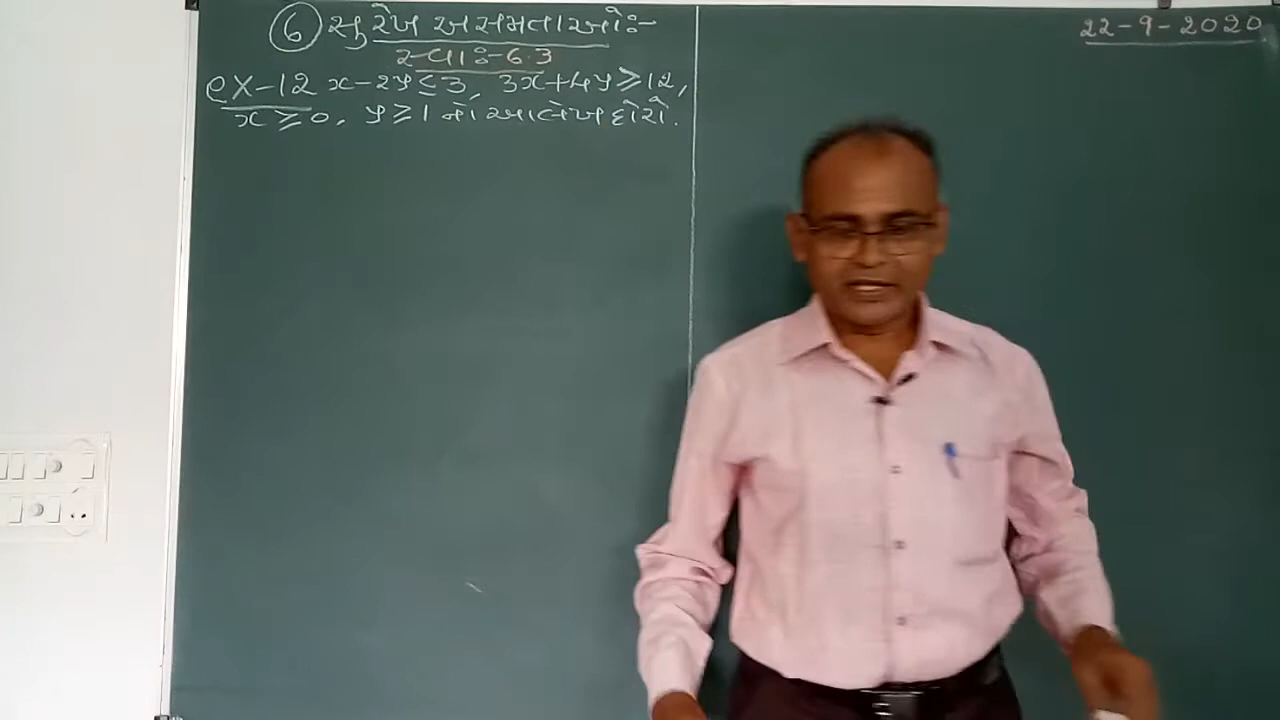 ⑥ સુરેખ અસમતાઓ:-
સ્વા:-6.3
ex-12 x-2y≤3, 3x+4y≥12,
x≥0, y≥1 નો આલેખ દોરો.
22-9-2020